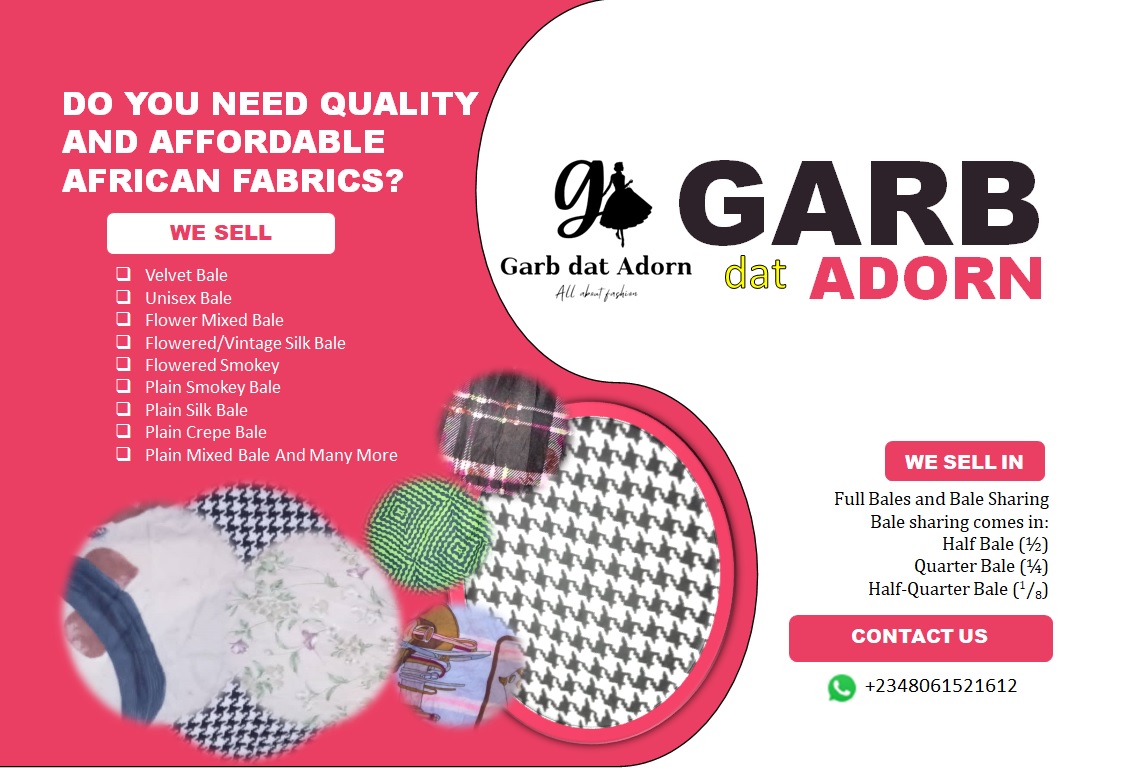 DO YOU NEED QUALITY
AND AFFORDABLE
AFRICAN FABRICS?
WE SELL
❑ Velvet Bale
❑ Unisex Bale
❑ Flower Mixed Bale
❑ Flowered/Vintage Silk Bale
❑ Flowered Smokey
❑ Plain Smokey Bale
❑ Plain Silk Bale
❑ Plain Crepe Bale
❑ Plain Mixed Bale And Many More
g
Garb dat Adorn
All about fashion
GARB
dat ADORN
WE SELL IN
Full Bales and Bale Sharing
Bale sharing comes in:
Half Bale (½)
Quarter Bale (¼)
Half-Quarter Bale (¹/₈)
CONTACT US
+2348061521612